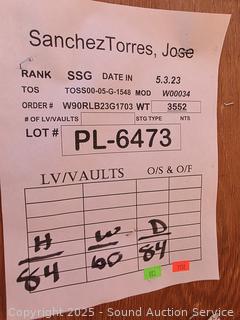 SanchezTorres, Jose
RANK SSG DATE IN 5.3.23
TOS TOSS00-05-G-1548 MOD W00034
ORDER # W90RLB23G1703 WT 3552
# OF LV/VAULTS STG TYPE NTS
LOT # PL-6473
LV/VAULTS O/S & O/F
H W D
84 60 84
Copyright 2025 - Sound Auction Service